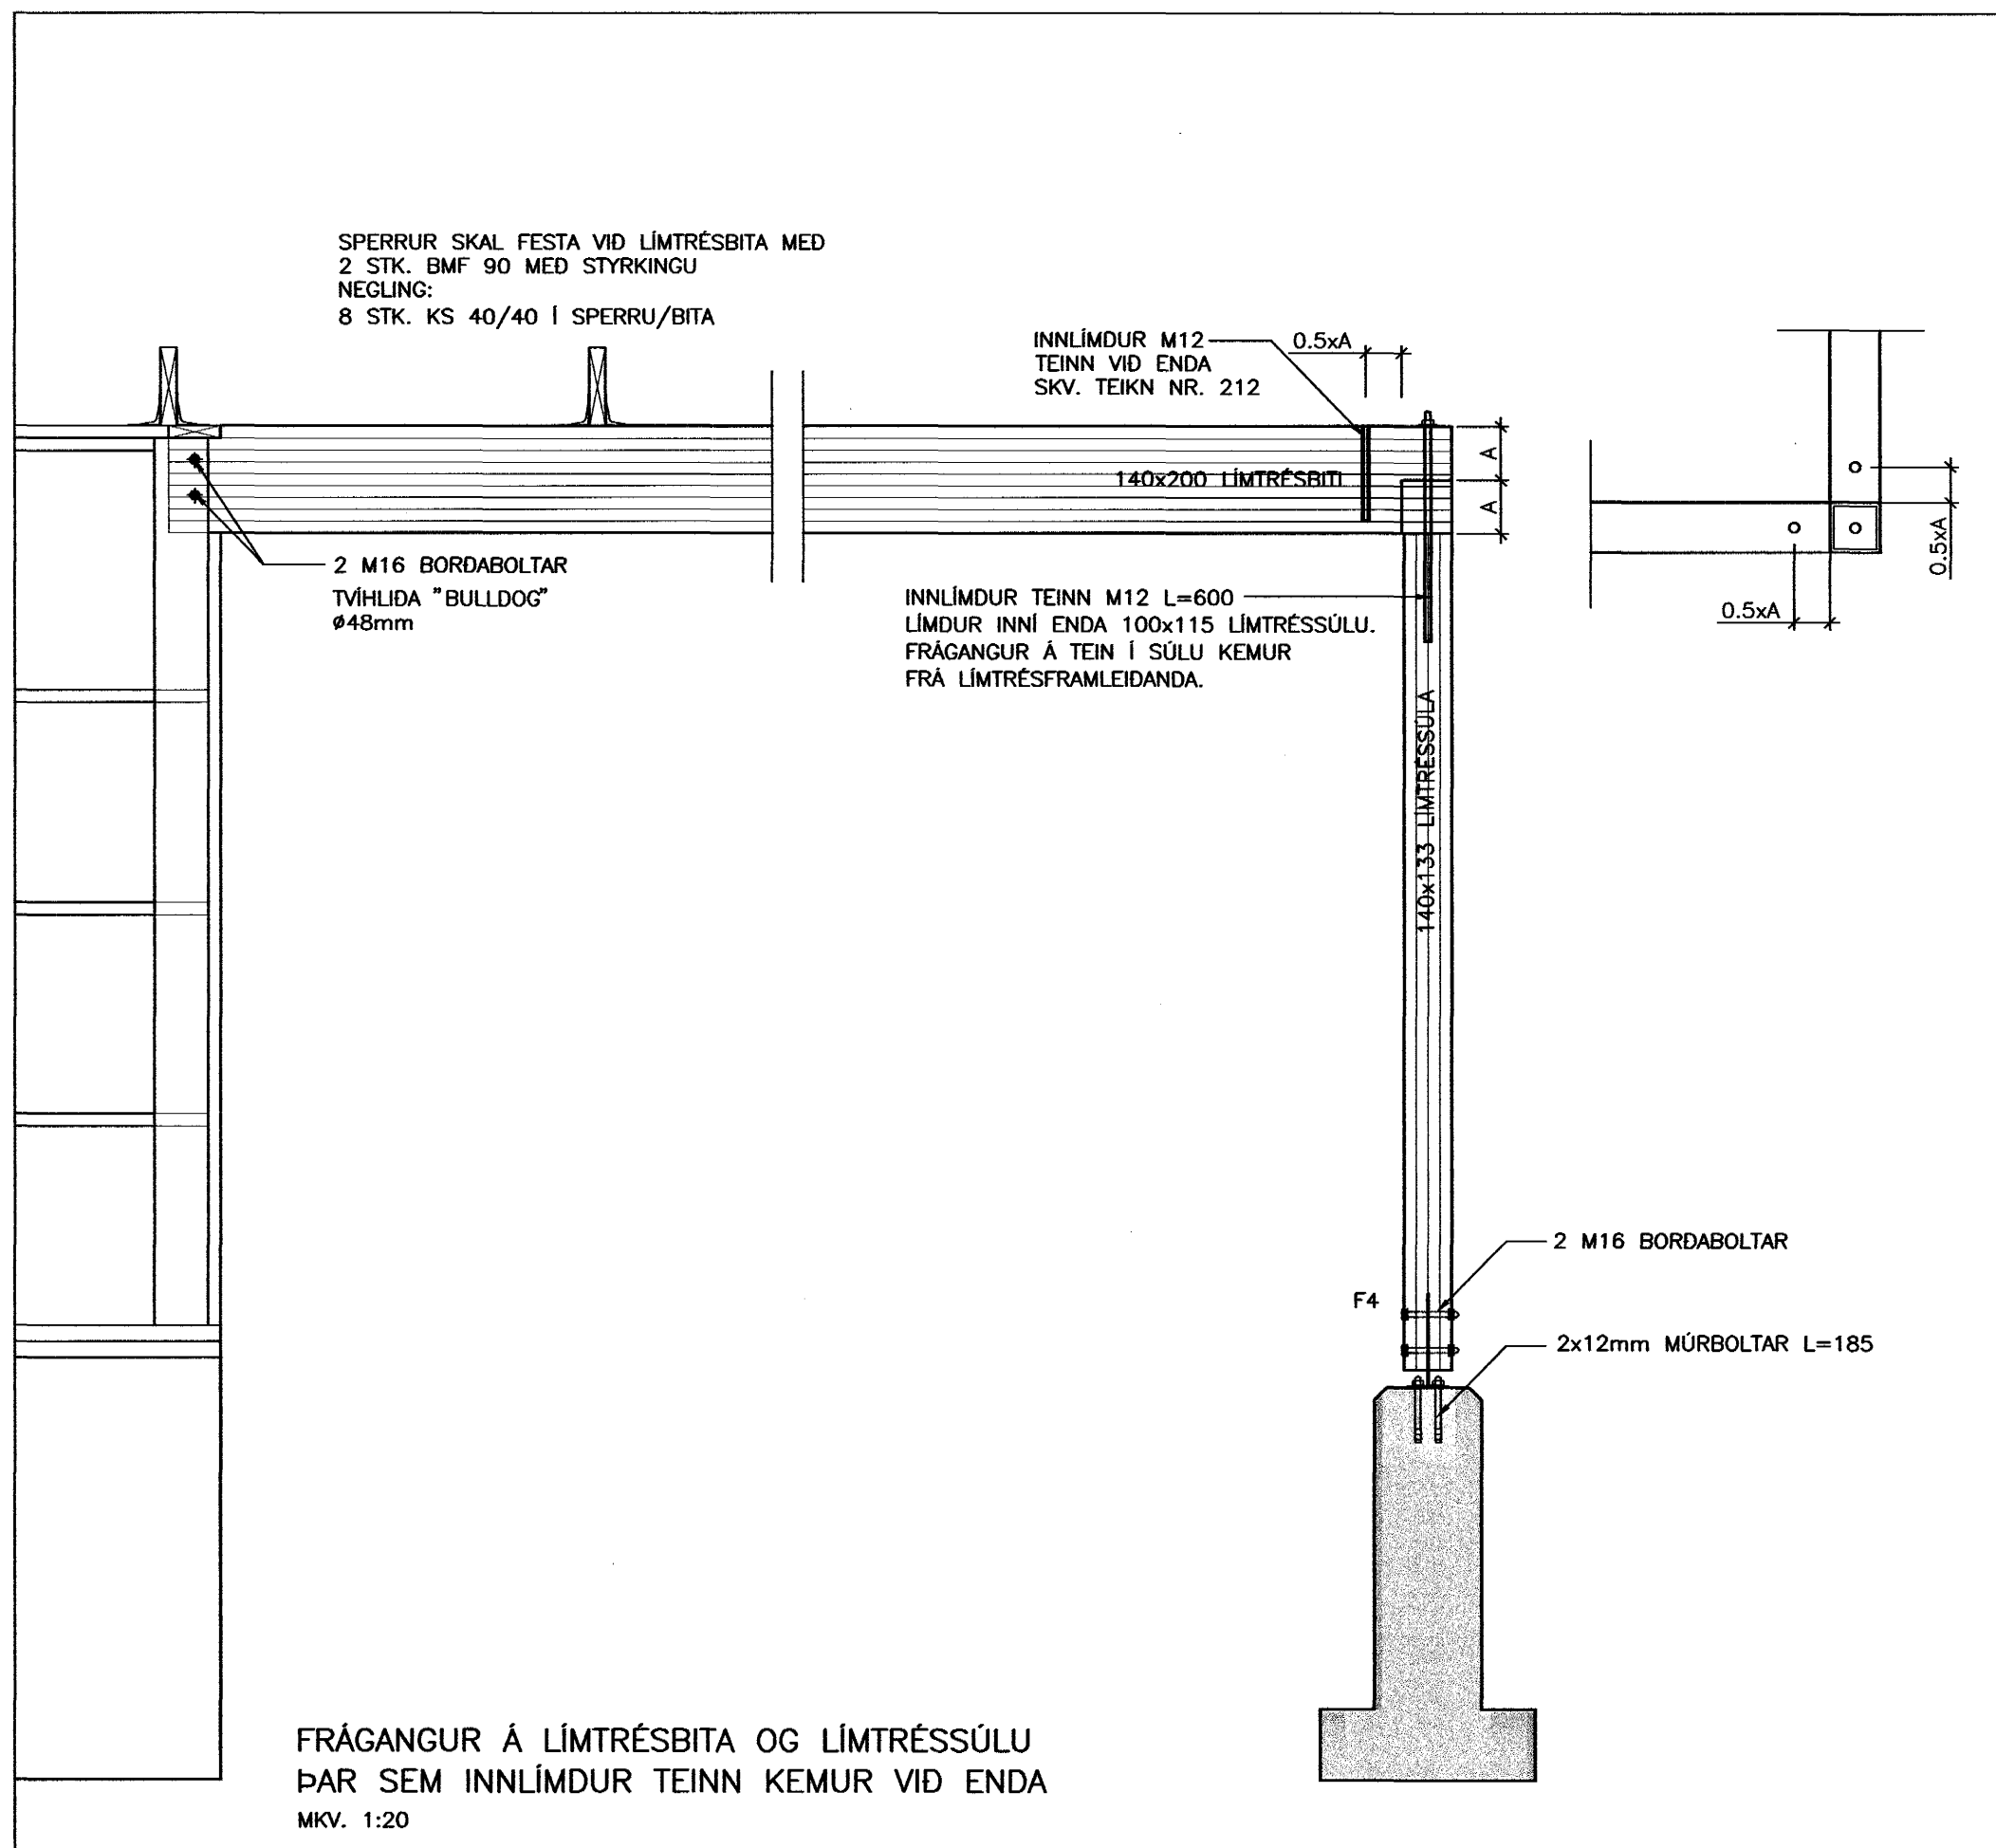 SPERRUR SKAL FESTA VIÐ LÍMTRÉSBITA MEÐ
2 STK. BMF 90 MEÐ STYRKINGU
NEGLING:
8 STK. KS 40/40 Í SPERRU/BITA
INNLÍMDUR M12
TEINN VIÐ ENDA
SKV. TEIKN NR. 212
0.5xA
A
A
140x200 LÍMTRÉSBITI
0.5xA
0.5xA
2 M16 BORÐABOLTAR
TVÍHLIÐA "BULLDOG"
Ø48mm
INNLÍMDUR TEINN M12 L=600
LÍMDUR INNÍ ENDA 100x115 LÍMTRÉSSÚLU.
FRÁGANGUR Á TEIN Í SÚLU KEMUR
FRÁ LÍMTRÉSFRAMLEIÐANDA.
140x133 LÍMTRÉSSÚLA
2 M16 BORÐABOLTAR
F4
2x12mm MÚRBOLTAR L=185
FRÁGANGUR Á LÍMTRÉSBITA OG LÍMTRÉSSÚLU
ÞAR SEM INNLÍMDUR TEINN KEMUR VIÐ ENDA
MKV. 1:20